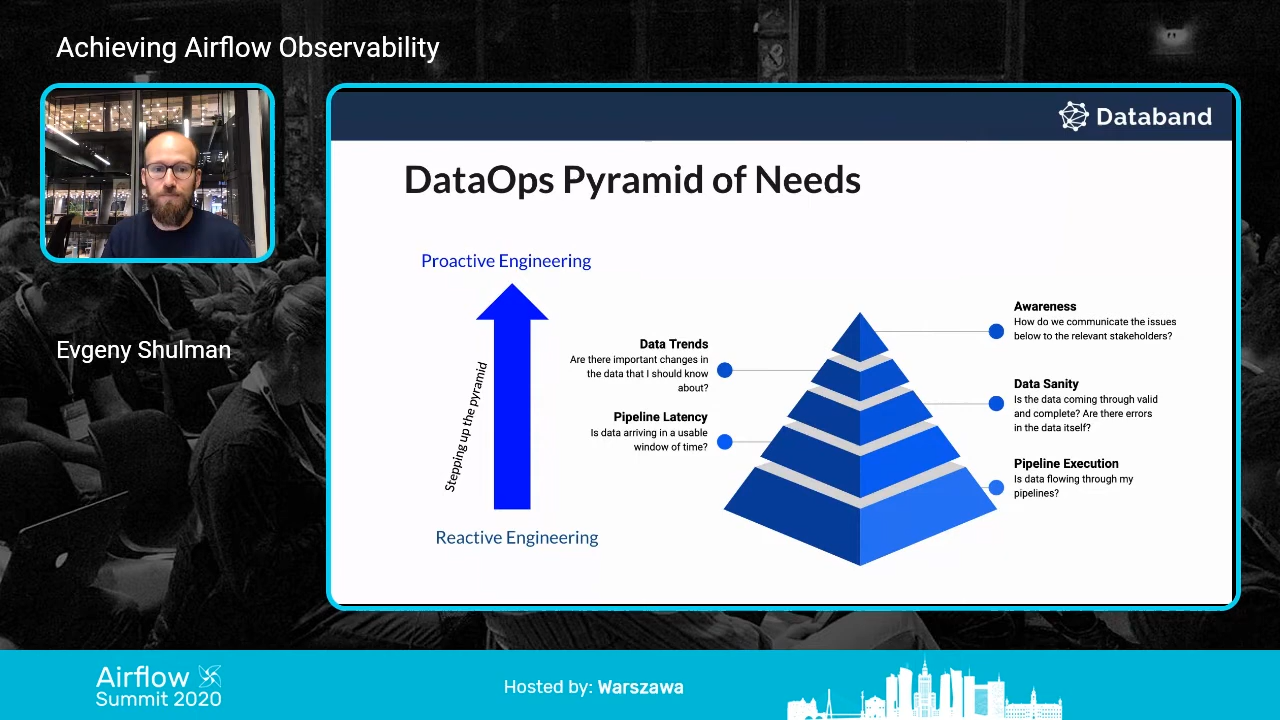 Achieving Airflow Observability
Evgeny Shulman
Databand
DataOps Pyramid of Needs
Proactive Engineering
Stepping up the pyramid
Reactive Engineering
Data Trends
Are there important changes in
the data that I should know
about?
Pipeline Latency
Is data arriving in a usable
window of time?
Awareness
How do we communicate the issues
below to the relevant stakeholders?
Data Sanity
Is the data coming through valid
and complete? Are there errors
in the data itself?
Pipeline Execution
Is data flowing through my
pipelines?
Airflow
Summit 2020
Hosted by: Warszawa